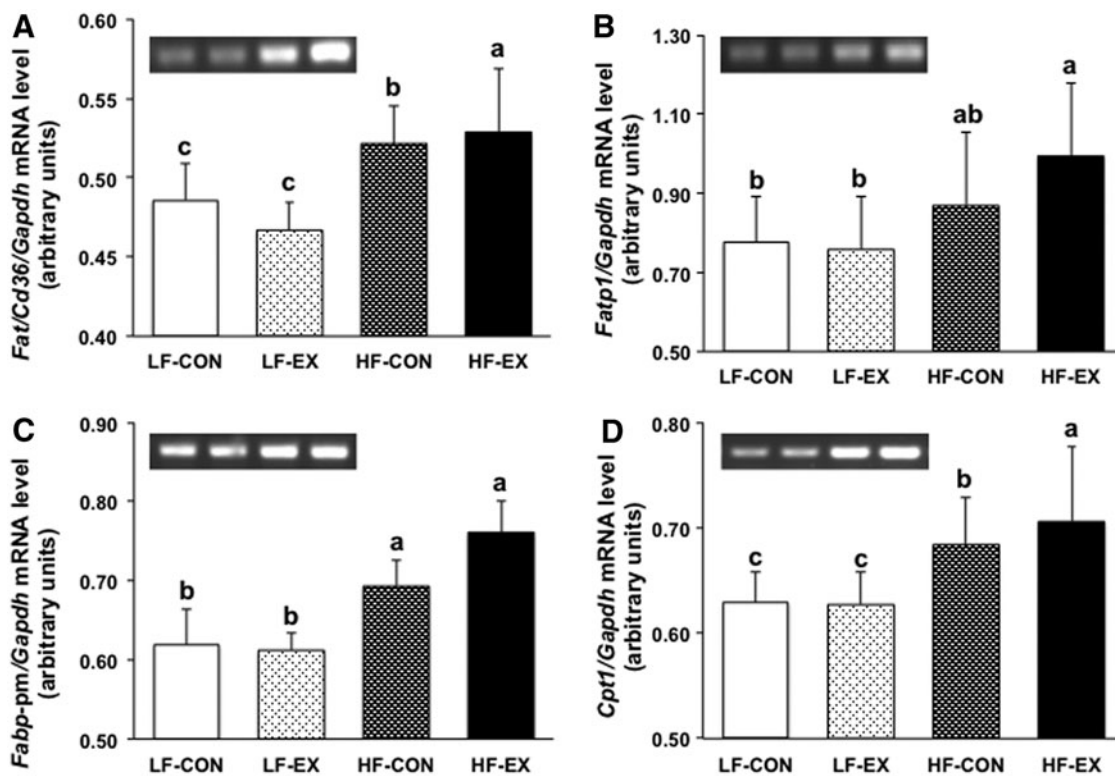 A
Fat/Cd36/Gapdh mRNA level
(arbitrary units)
0.60
0.55
0.50
0.45
0.40
c
c
b
a
LF-CON LF-EX HF-CON HF-EX
B
Fatp1/Gapdh mRNA level
(arbitrary units)
1.30
1.10
0.90
0.70
0.50
b
b
ab
a
LF-CON LF-EX HF-CON HF-EX
C
Fabp-pm/Gapdh mRNA level
(arbitrary units)
0.90
0.80
0.70
0.60
0.50
b
b
a
a
LF-CON LF-EX HF-CON HF-EX
D
Cpt1/Gapdh mRNA level
(arbitrary units)
0.80
0.70
0.60
0.50
c
c
b
a
LF-CON LF-EX HF-CON HF-EX